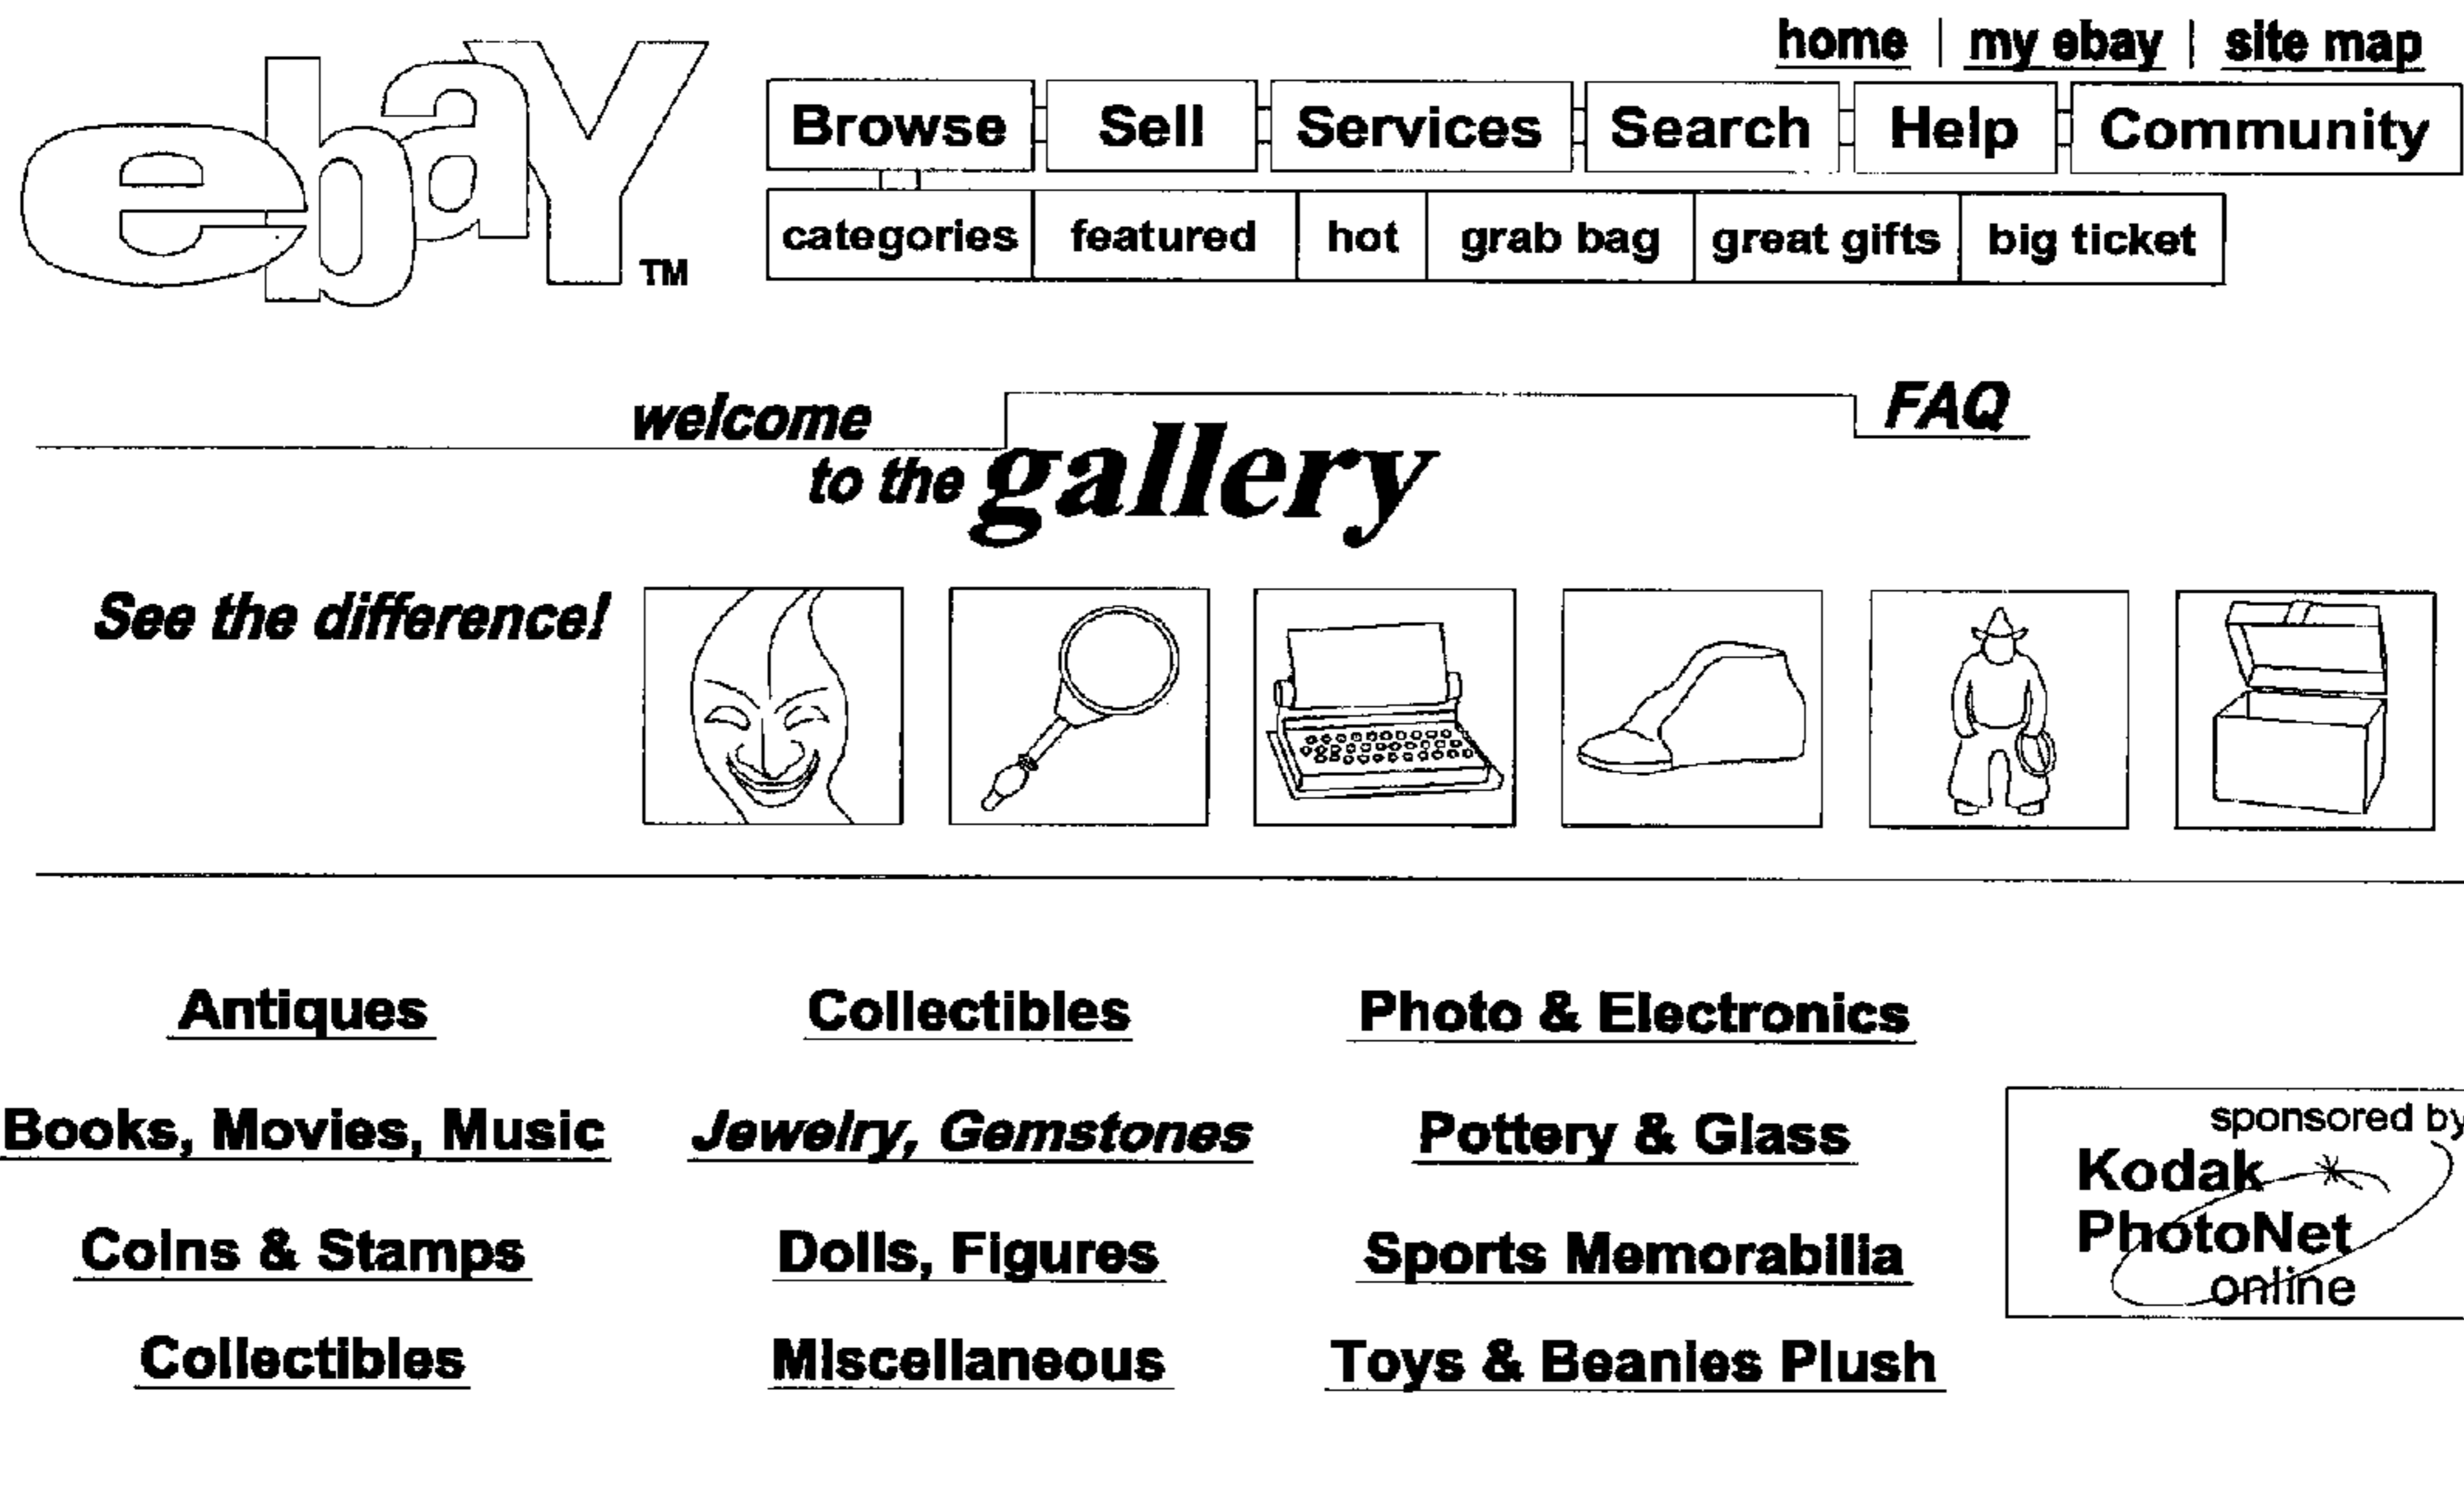 home | my ebay | site map
ebaY™
Browse Sell Services Search Help Community
categories featured hot grab bag great gifts big ticket
welcome
FAQ
to the gallery
See the difference!
Antiques Collectibles Photo & Electronics
Books, Movies, Music Jewelry, Gemstones Pottery & Glass
Coins & Stamps Dolls, Figures Sports Memorabilia
Collectibles Miscellaneous Toys & Beanies Plush
sponsored by
Kodak
PhotoNet
online